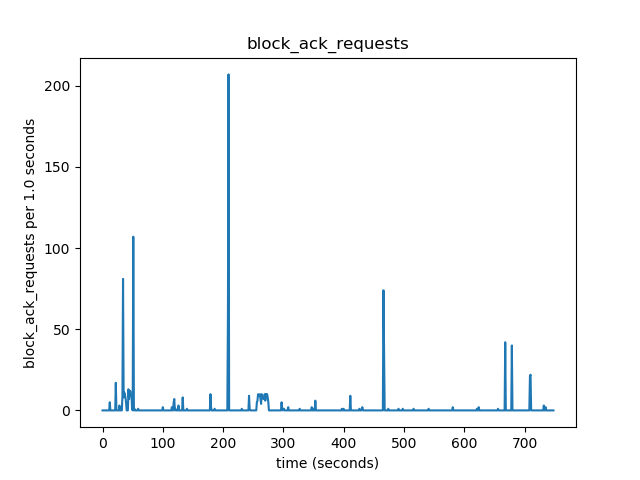 block_ack_requests
block_ack_requests per 1.0 seconds
200
150
100
50
0
0 100 200 300 400 500 600 700
time (seconds)